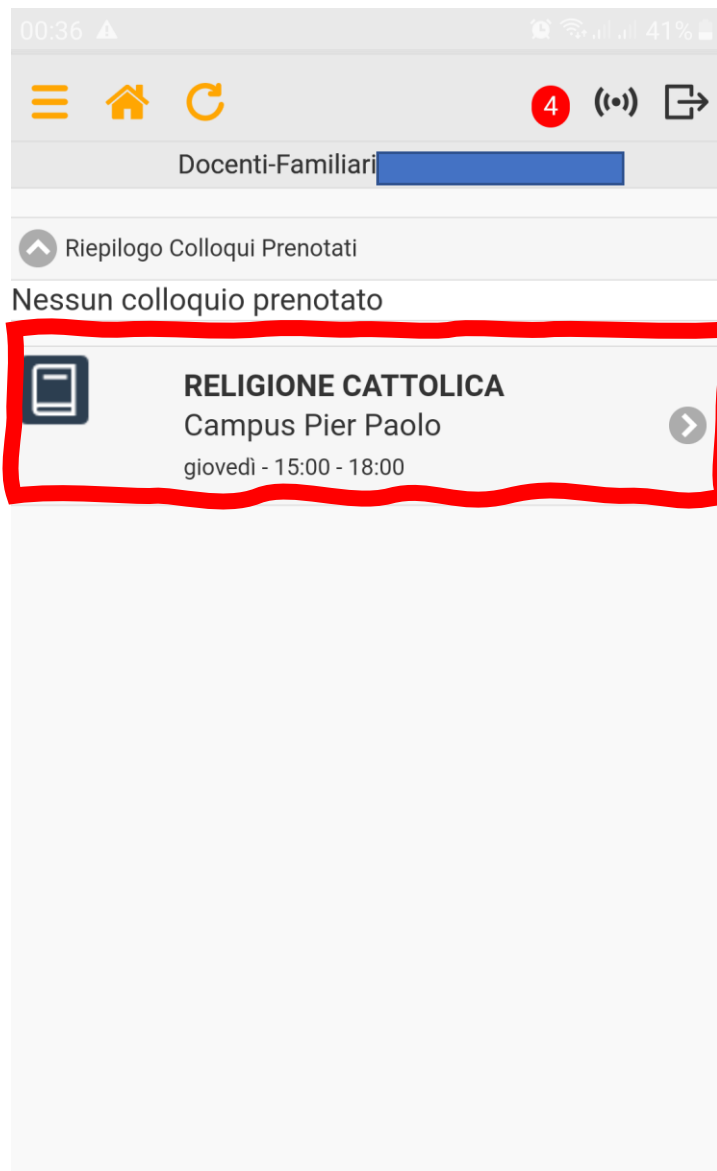 00:36
41%
4
Docenti-Familiari
Riepilogo Colloqui Prenotati
Nessun colloquio prenotato
RELIGIONE CATTOLICA
Campus Pier Paolo
giovedì - 15:00 - 18:00